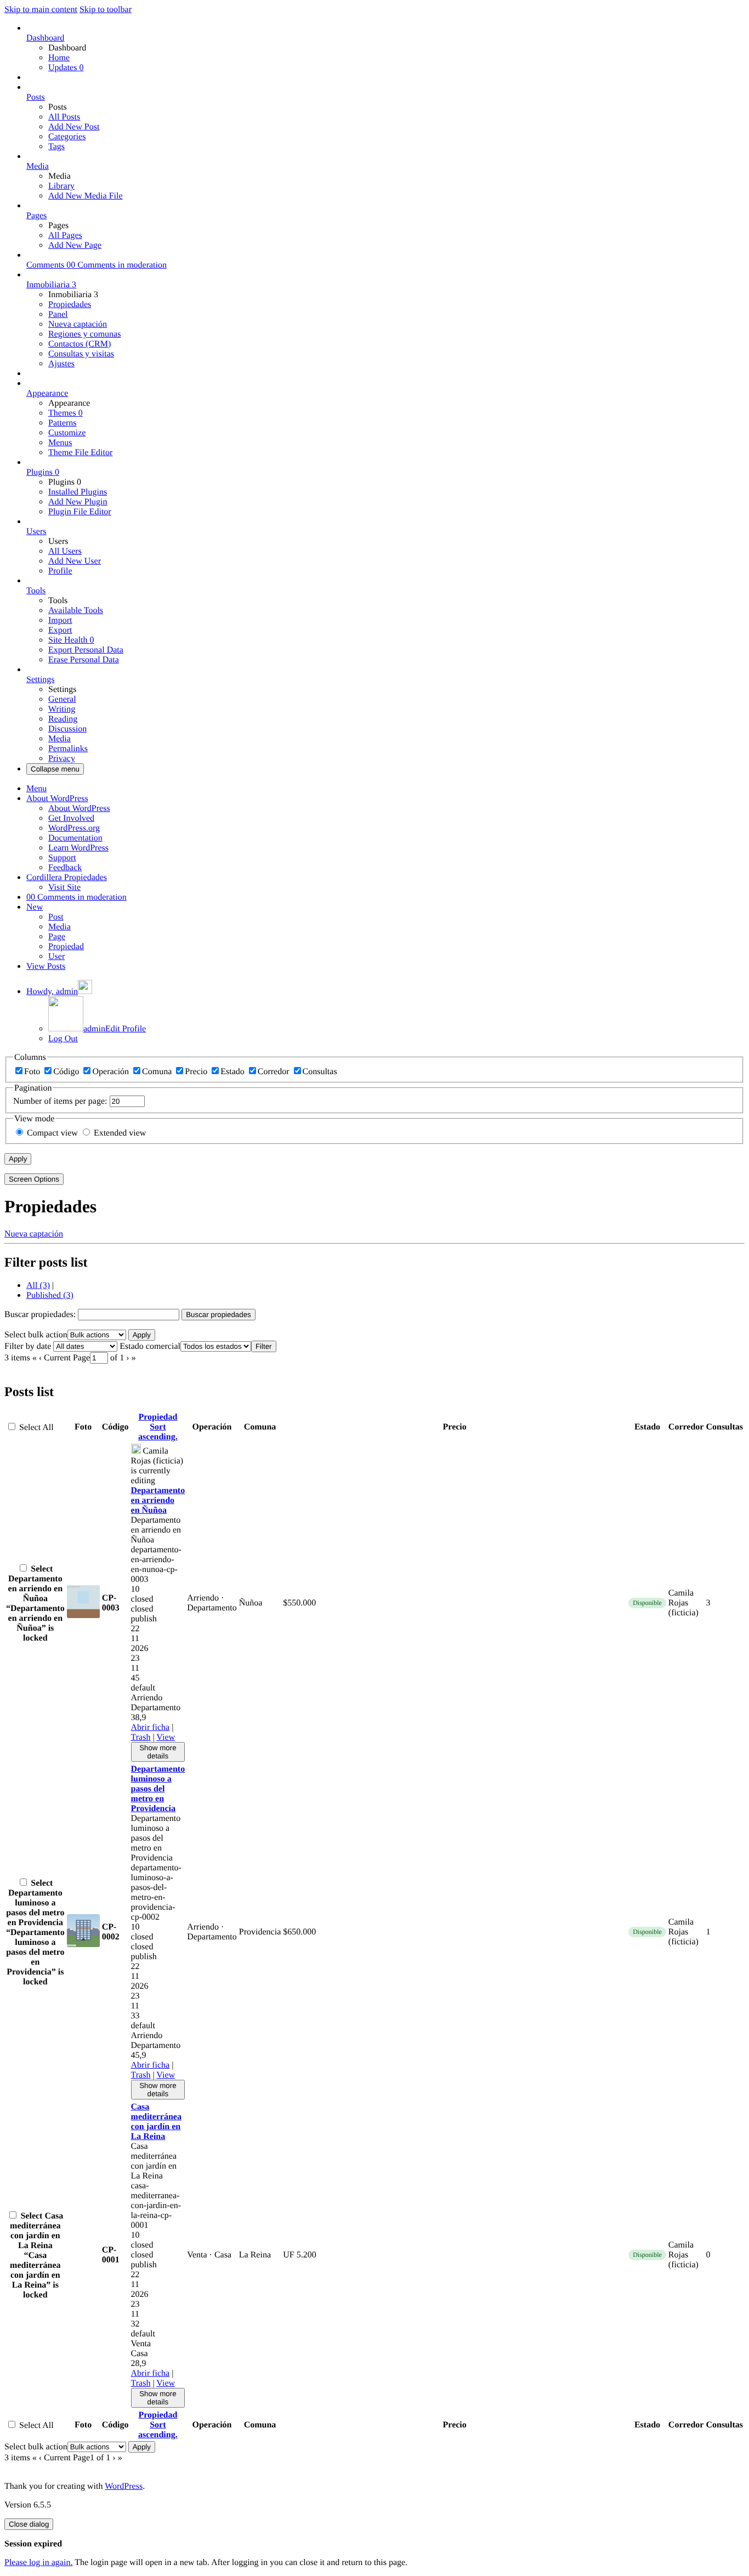 Skip to main content Skip to toolbar
Dashboard
Dashboard
Home
Updates 0
Posts
Posts
All Posts
Add New Post
Categories
Tags
Media
Media
Library
Add New Media File
Pages
Pages
All Pages
Add New Page
Comments 00 Comments in moderation
Inmobiliaria 3
Inmobiliaria 3
Propiedades
Panel
Nueva captación
Regiones y comunas
Contactos (CRM)
Consultas y visitas
Ajustes
Appearance
Appearance
Themes 0
Patterns
Customize
Menus
Theme File Editor
Plugins 0
Plugins 0
Installed Plugins
Add New Plugin
Plugin File Editor
Users
Users
All Users
Add New User
Profile
Tools
Tools
Available Tools
Import
Export
Site Health 0
Export Personal Data
Erase Personal Data
Settings
Settings
General
Writing
Reading
Discussion
Media
Permalinks
Privacy
Collapse menu
Menu
About WordPress
About WordPress
Get Involved
WordPress.org
Documentation
Learn WordPress
Support
Feedback
Cordillera Propiedades
Visit Site
00 Comments in moderation
New
Post
Media
Page
Propiedad
User
View Posts
Howdy, admin
adminEdit Profile
Log Out
Columns
Foto Código Operación Comuna Precio Estado Corredor Consultas
Pagination
Number of items per page: 20
View mode
Compact view Extended view
Apply
Screen Options
Propiedades
Nueva captación
Filter posts list
All (3) |
Published (3)
Buscar propiedades: Buscar propiedades
Select bulk action Bulk actions Apply
Filter by date All dates Estado comercial Todos los estados Filter
3 items « ‹ Current Page 1 of 1 › »
Posts list
Select All Foto Código Propiedad Sort ascending. Operación Comuna Precio Estado Corredor Consultas
Select
Departamento
en arriendo en
Ñuñoa
“Departamento
en arriendo en
Ñuñoa” is
locked
CP-
0003
Camila
Rojas (ficticia)
is currently
editing
Departamento
en arriendo
en Ñuñoa
Departamento
en arriendo en
Ñuñoa
departamento-
en-arriendo-
en-nunoa-cp-
0003
10
closed
closed
publish
22
11
2026
23
11
45
default
Arriendo
Departamento
38,9
Abrir ficha |
Trash | View
Show more
details
Arriendo ·
Departamento
Ñuñoa
$550.000
Disponible
Camila
Rojas
(ficticia)
3
Select
Departamento
luminoso a
pasos del metro
en Providencia
“Departamento
luminoso a
pasos del metro
en
Providencia” is
locked
CP-
0002
Departamento
luminoso a
pasos del
metro en
Providencia
Departamento
luminoso a
pasos del
metro en
Providencia
departamento-
luminoso-a-
pasos-del-
metro-en-
providencia-
cp-0002
10
closed
closed
publish
22
11
2026
23
11
33
default
Arriendo
Departamento
45,9
Abrir ficha |
Trash | View
Show more
details
Arriendo ·
Departamento
Providencia
$650.000
Disponible
Camila
Rojas
(ficticia)
1
Select Casa
mediterránea
con jardín en
La Reina
“Casa
mediterránea
con jardín en
La Reina” is
locked
CP-
0001
Casa
mediterránea
con jardín en
La Reina
Casa
mediterránea
con jardín en
La Reina
casa-
mediterranea-
con-jardin-en-
la-reina-cp-
0001
10
closed
closed
publish
22
11
2026
23
11
32
default
Venta
Casa
28,9
Abrir ficha |
Trash | View
Show more
details
Venta · Casa
La Reina
UF 5.200
Disponible
Camila
Rojas
(ficticia)
0
Select All Foto Código Propiedad Sort ascending. Operación Comuna Precio Estado Corredor Consultas
Select bulk action Bulk actions Apply
3 items « ‹ Current Page1 of 1 › »
Thank you for creating with WordPress.
Version 6.5.5
Close dialog
Session expired
Please log in again. The login page will open in a new tab. After logging in you can close it and return to this page.